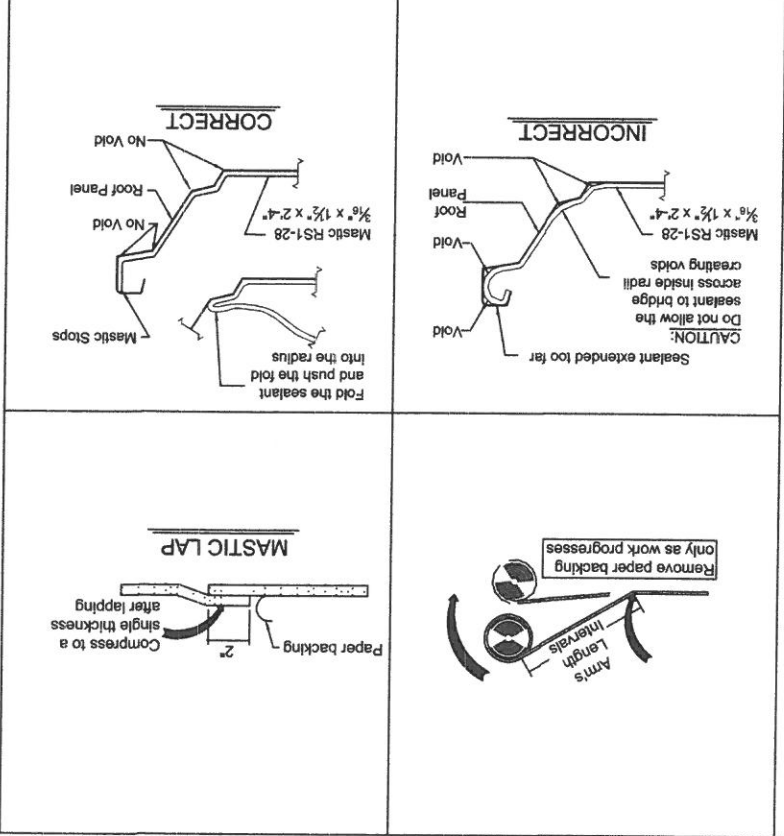 Arm's
Length
Intervals
Remove paper backing
only as work progresses
Paper backing
2"
Compress to a
single thickness
after lapping
MASTIC LAP
Sealant extended too far
CAUTION:
Do not allow the
sealant to bridge
across inside radii
creating voids
Mastic RS1-28
3⁄16" x 1½" x 2'-4"
Void
Void
Roof
Panel
Void
INCORRECT
Fold the sealant
and push the fold
into the radius
Mastic Stops
Mastic RS1-28
3⁄16" x 1½" x 2'-4"
No Void
Roof Panel
No Void
CORRECT